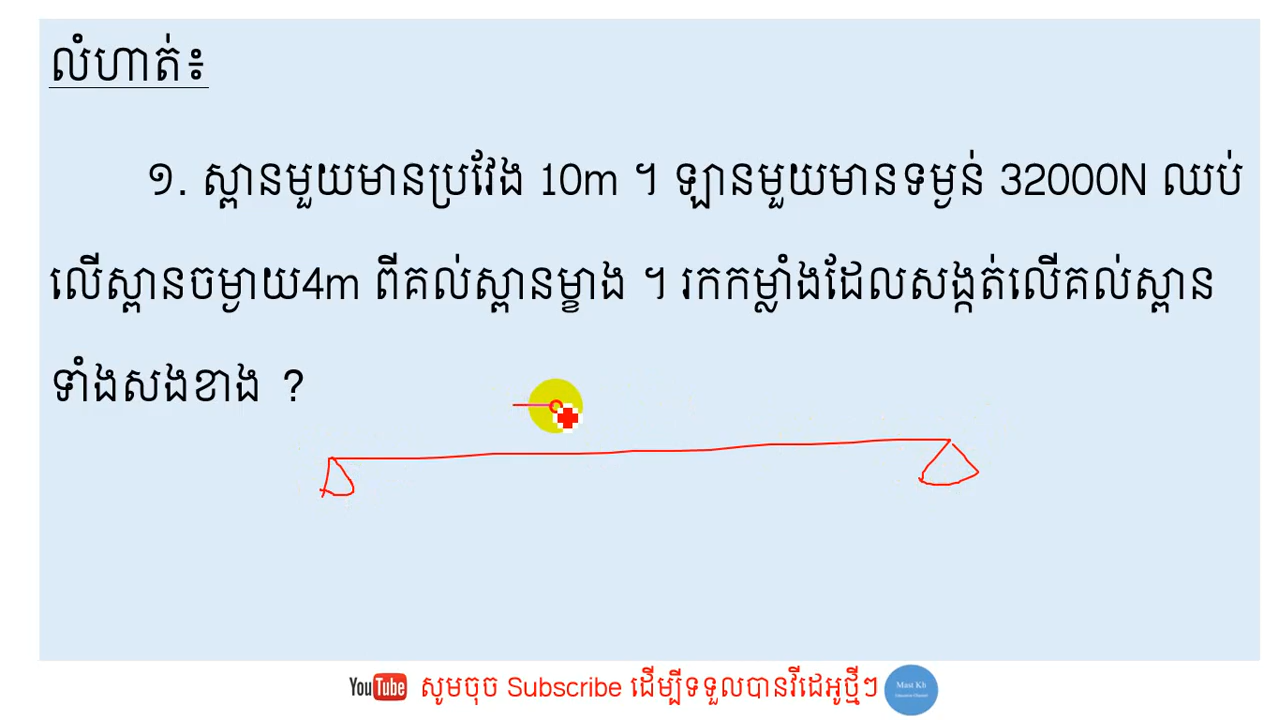 លំហាត់៖
១. ស្ពានមួយមានប្រវែង 10m ។ ឡានមួយមានទម្ងន់ 32000N ឈប់
លើស្ពានចម្ងាយ4m ពីគល់ស្ពានម្ខាង ។ រកកម្លាំងដែលសង្កត់លើគល់ស្ពាន
ទាំងសងខាង ?
YouTube សូមចុច Subscribe ដើម្បីទទួលបានវីដេអូថ្មីៗ
Mast Kh